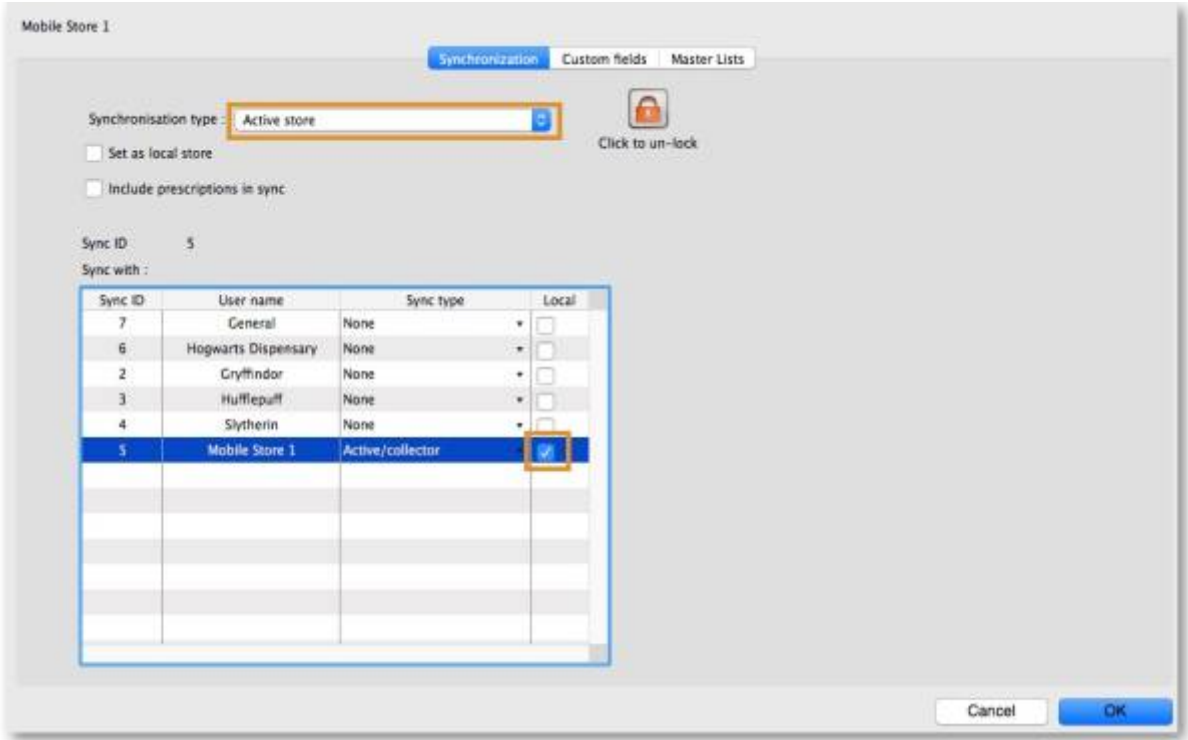 Mobile Store 1
Synchronization Custom fields Master Lists
Synchronisation type : Active store
Click to un-lock
Set as local store
Include prescriptions in sync
Sync ID 5
Sync with :
Sync ID User name Sync type Local
7 General None
6 Hogwarts Dispensary None
2 Gryffindor None
3 Hufflepuff None
4 Slytherin None
5 Mobile Store 1 Active/collector
Cancel OK